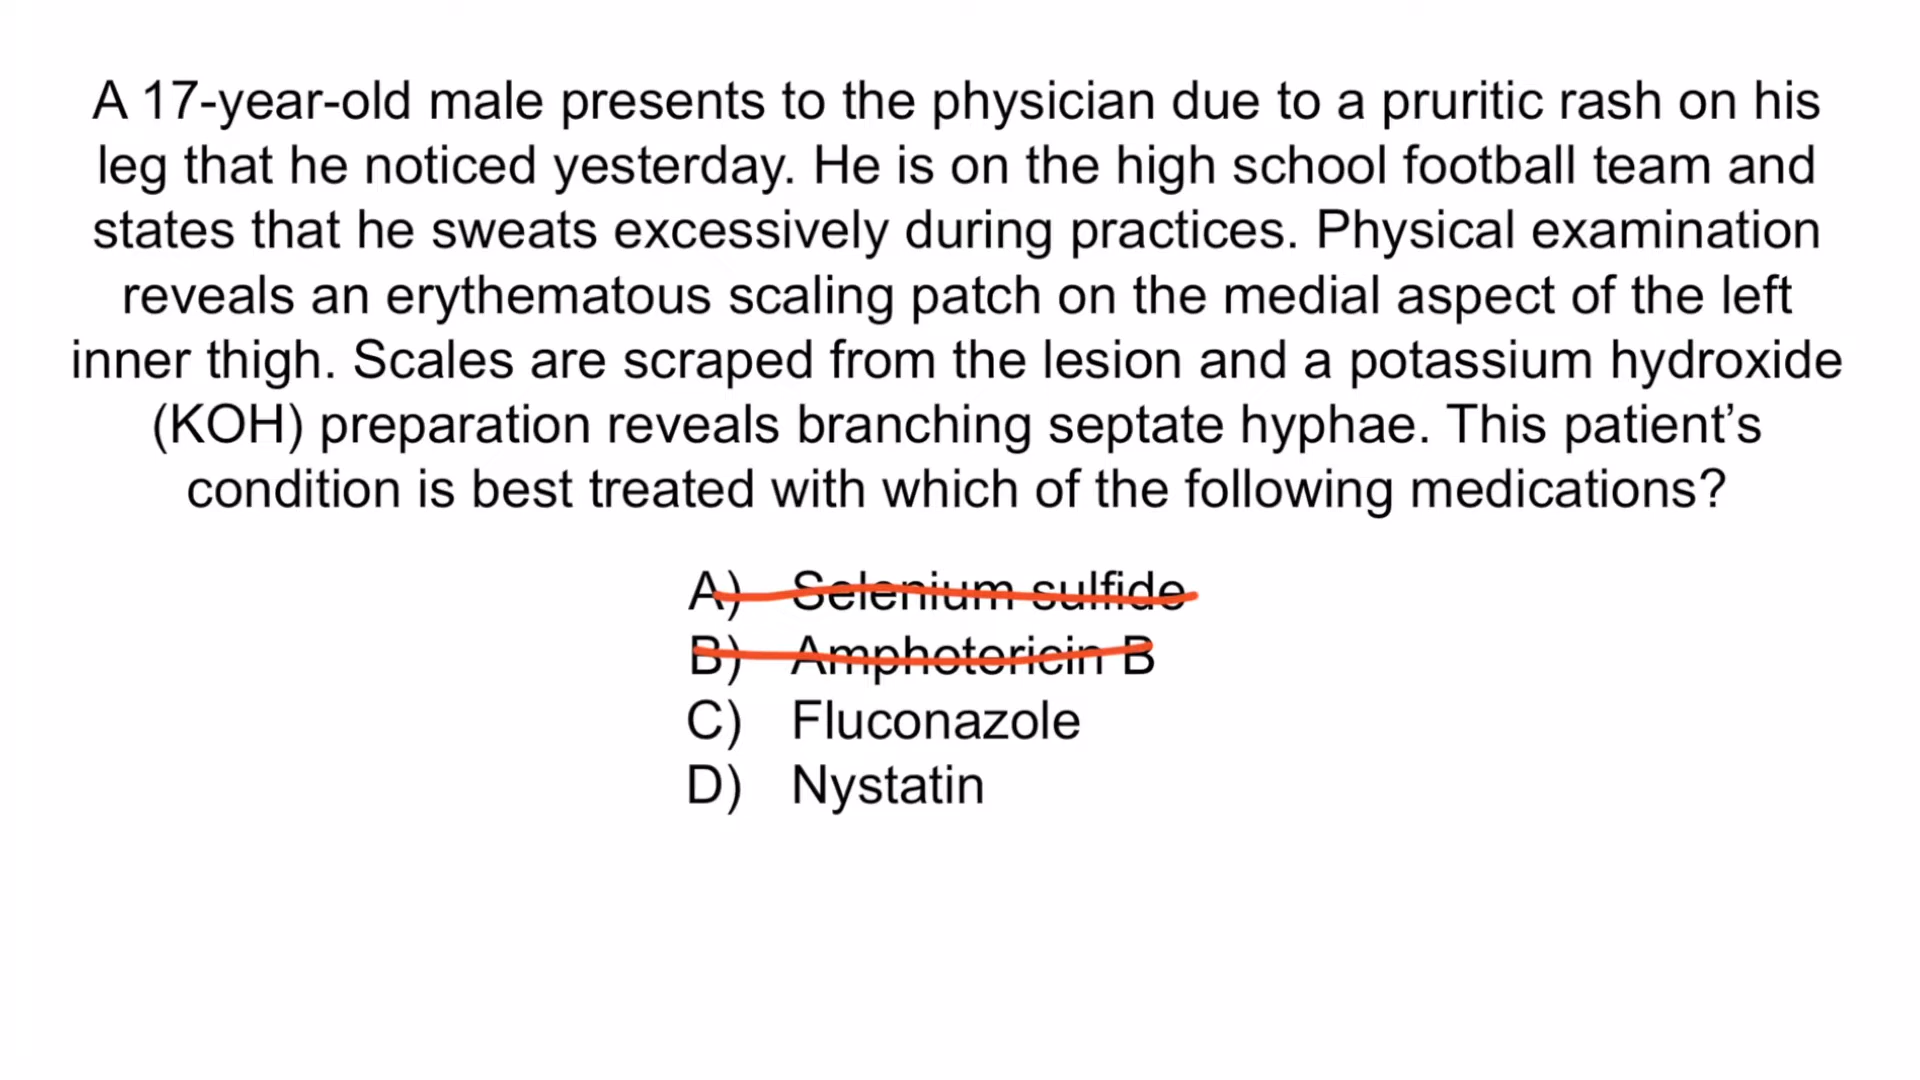 A 17-year-old male presents to the physician due to a pruritic rash on his
leg that he noticed yesterday. He is on the high school football team and
states that he sweats excessively during practices. Physical examination
reveals an erythematous scaling patch on the medial aspect of the left
inner thigh. Scales are scraped from the lesion and a potassium hydroxide
(KOH) preparation reveals branching septate hyphae. This patient’s
condition is best treated with which of the following medications?
A) Selenium sulfide
B) Amphotericin B
C) Fluconazole
D) Nystatin